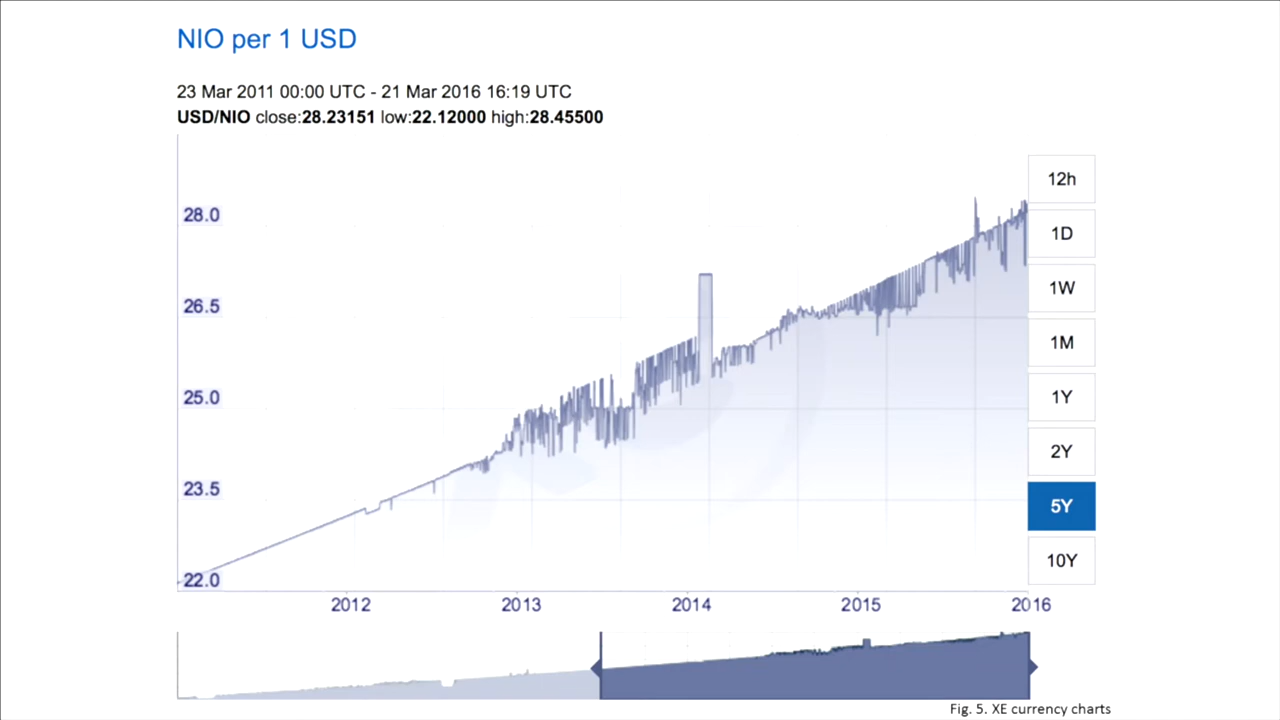 NIO per 1 USD
23 Mar 2011 00:00 UTC - 21 Mar 2016 16:19 UTC
USD/NIO close:28.23151 low:22.12000 high:28.45500
12h
28.0
1D
1W
26.5
1M
1Y
25.0
2Y
23.5
5Y
10Y
22.0
2012 2013 2014 2015 2016
Fig. 5. XE currency charts